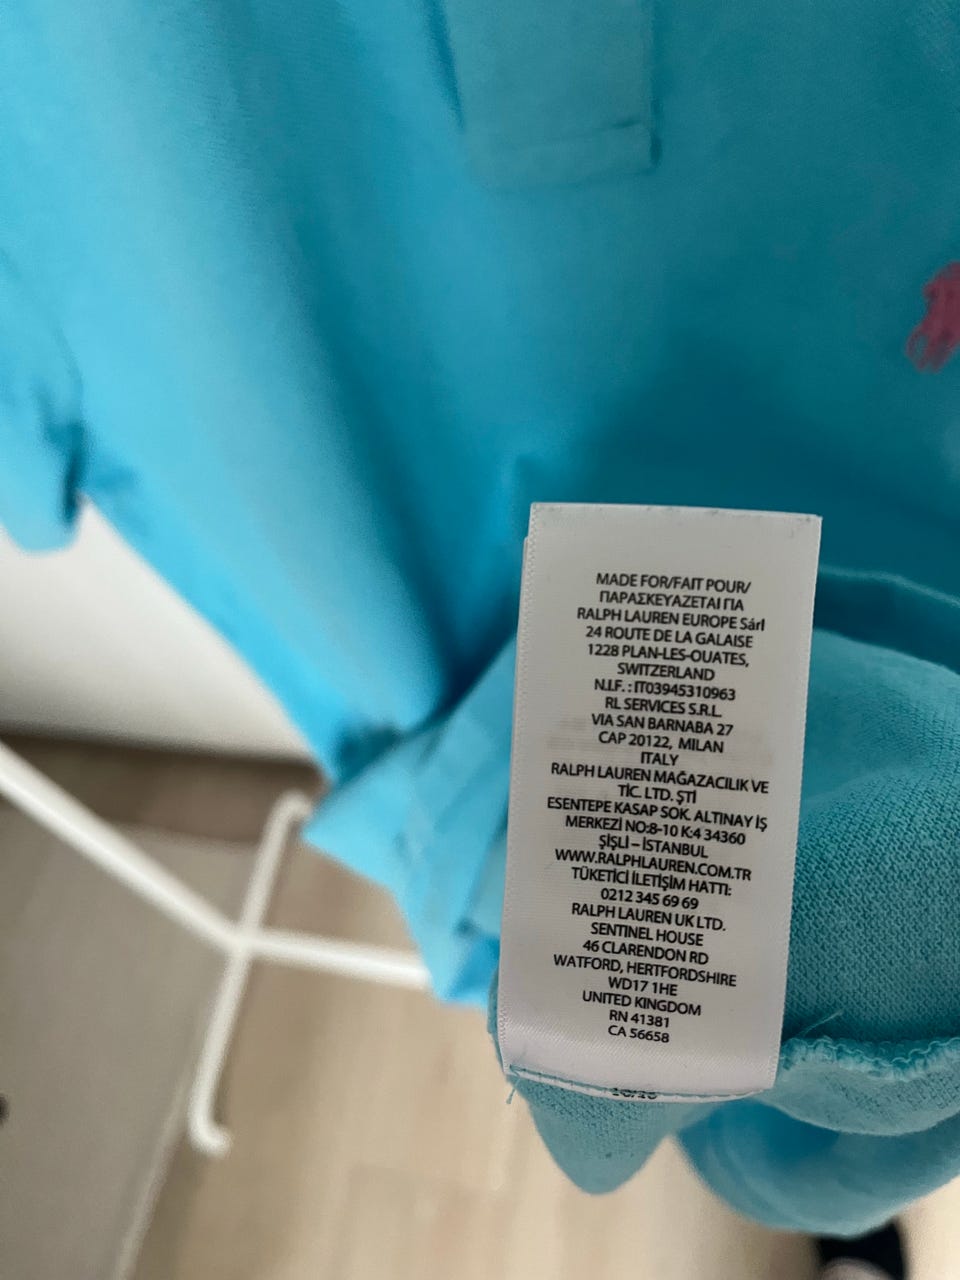 MADE FOR/FAIT POUR/
ΠΑΡΑΣΚΕΥΑΖΕΤΑΙ ΓΙΑ
RALPH LAUREN EUROPE Sárl
24 ROUTE DE LA GALAISE
1228 PLAN-LES-OUATES,
SWITZERLAND
N.I.F. : IT03945310963
RL SERVICES S.R.L.
VIA SAN BARNABA 27
CAP 20122, MILAN
ITALY
RALPH LAUREN MAĞAZACILIK VE
TİC. LTD. ŞTİ
ESENTEPE KASAP SOK. ALTINAY İŞ
MERKEZİ NO:8-10 K:4 34360
ŞİŞLİ – İSTANBUL
WWW.RALPHLAUREN.COM.TR
TÜKETİCİ İLETİŞİM HATTI:
0212 345 69 69
RALPH LAUREN UK LTD.
SENTINEL HOUSE
46 CLARENDON RD
WATFORD, HERTFORDSHIRE
WD17 1HE
UNITED KINGDOM
RN 41381
CA 56658